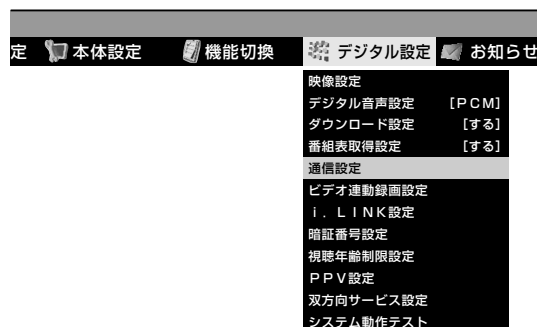 定 本体設定 機能切換 デジタル設定 お知らせ
映像設定
デジタル音声設定 [PCM]
ダウンロード設定 [する]
番組表取得設定 [する]
通信設定
ビデオ連動録画設定
i．LINK設定
暗証番号設定
視聴年齢制限設定
PPV設定
双方向サービス設定
システム動作テスト